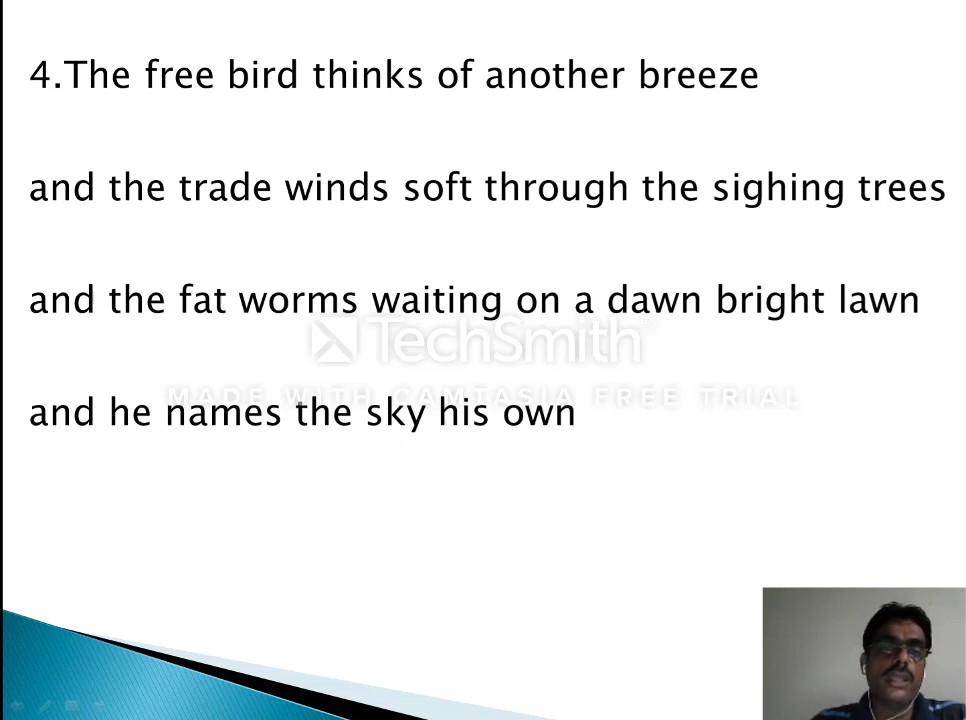 4.The free bird thinks of another breeze
and the trade winds soft through the sighing trees
and the fat worms waiting on a dawn bright lawn
TechSmith
MADE WITH CAMTASIA FREE TRIAL
and he names the sky his own